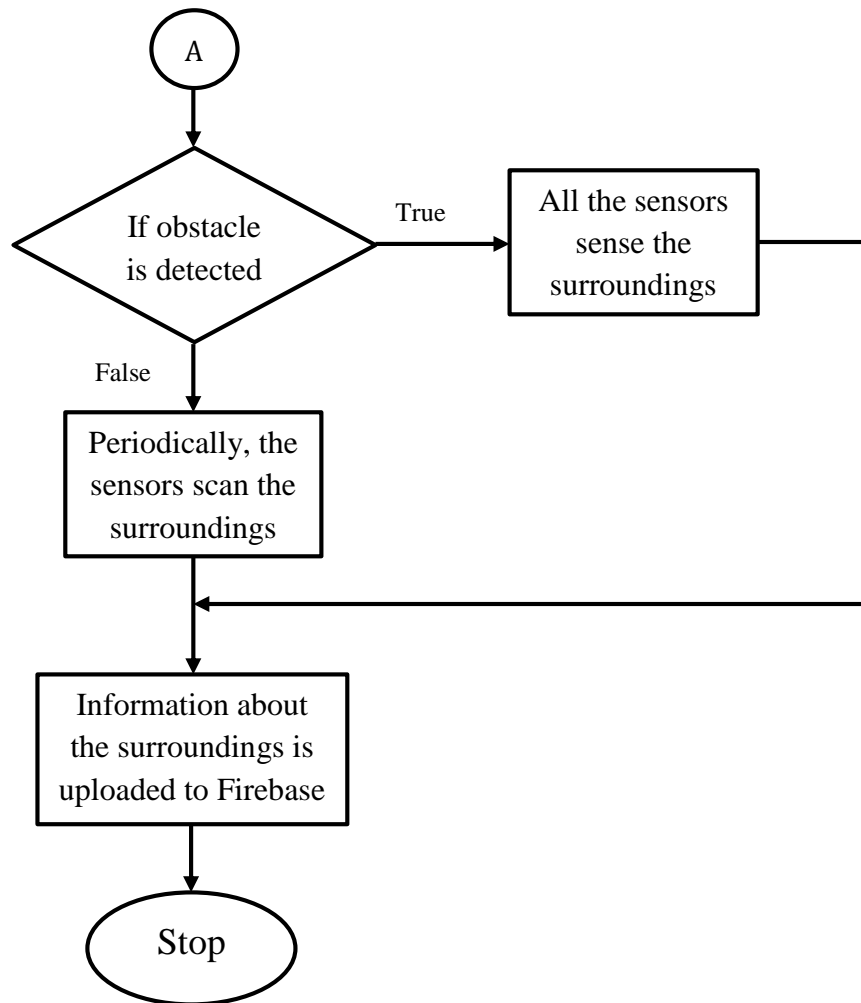 A
If obstacle
is detected
True
All the sensors
sense the
surroundings
False
Periodically, the
sensors scan the
surroundings
Information about
the surroundings is
uploaded to Firebase
Stop